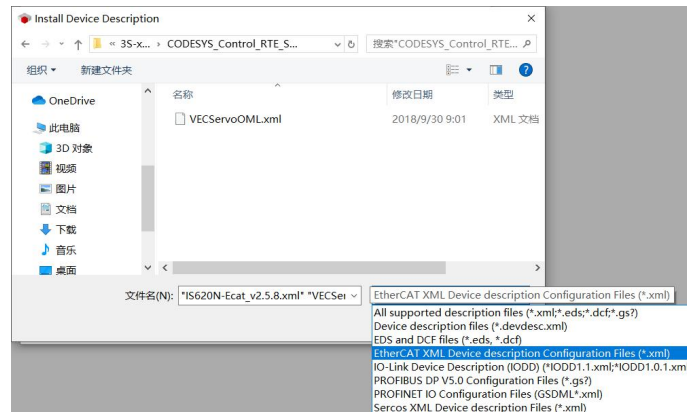 Install Device Description
« 3S-x... › CODESYS_Control_RTE_S...
搜索"CODESYS_Control_RTE...
组织
新建文件夹
名称
修改日期
类型
OneDrive
VECServoOML.xml
2018/9/30 9:01
XML 文档
此电脑
3D 对象
视频
图片
文档
下载
音乐
桌面
文件名(N): "IS620N-Ecat_v2.5.8.xml" "VECSer
EtherCAT XML Device description Configuration Files (*.xml)
All supported description files (*.xml;*.eds;*.dcf;*.gs?)
Device description files (*.devdesc.xml)
EDS and DCF files (*.eds, *.dcf)
EtherCAT XML Device description Configuration Files (*.xml)
IO-Link Device Description (IODD) (*IODD1.1.xml;*IODD1.0.1.xml
PROFIBUS DP V5.0 Configuration Files (*.gs?)
PROFINET IO Configuration Files (GSDML*.xml)
Sercos XML Device description Files (*.xml)